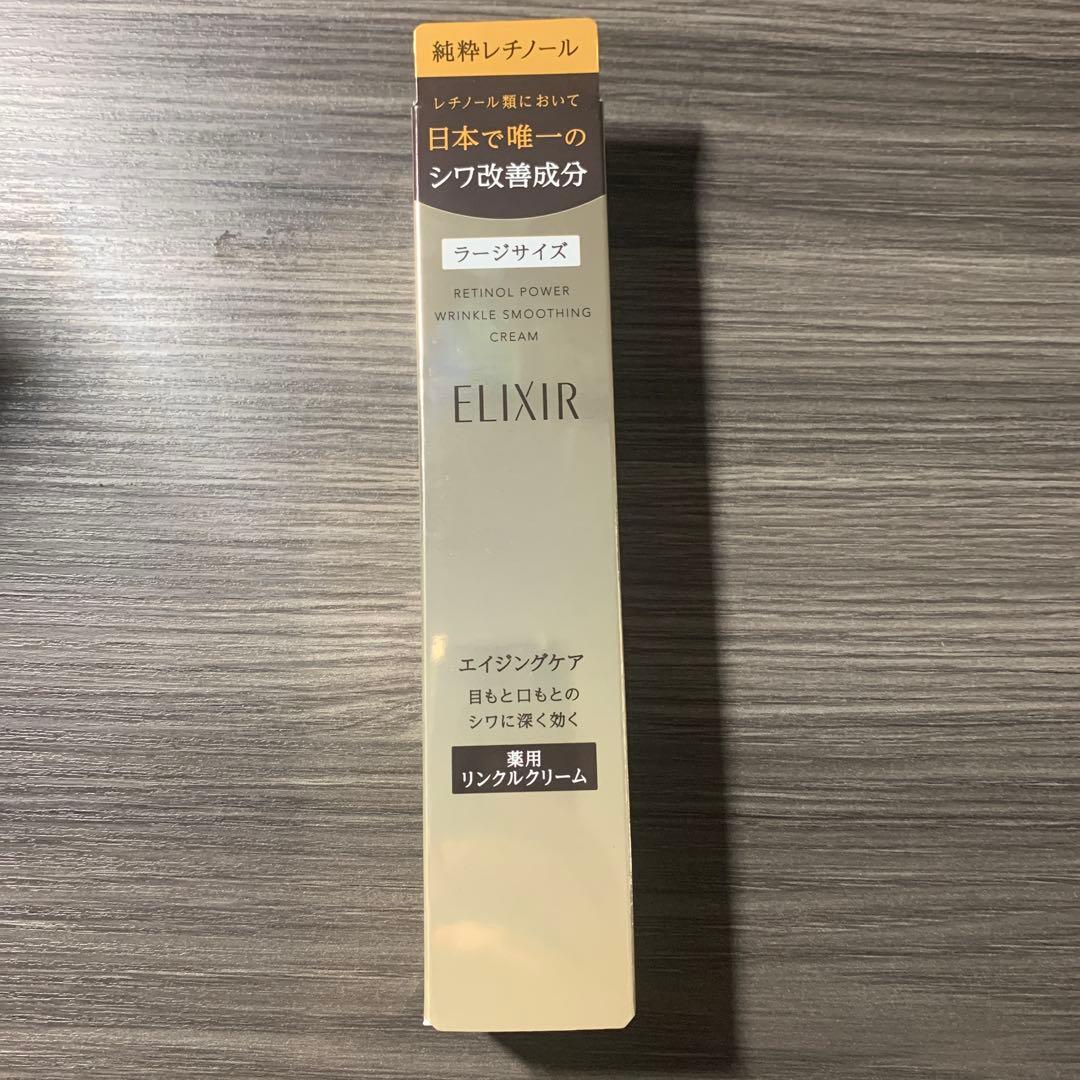 純粋レチノール
レチノール類において
日本で唯一の
シワ改善成分
ラージサイズ
RETINOL POWER
WRINKLE SMOOTHING
CREAM
ELIXIR
エイジングケア
目もと口もとの
シワに深く効く
薬用
リンクルクリーム